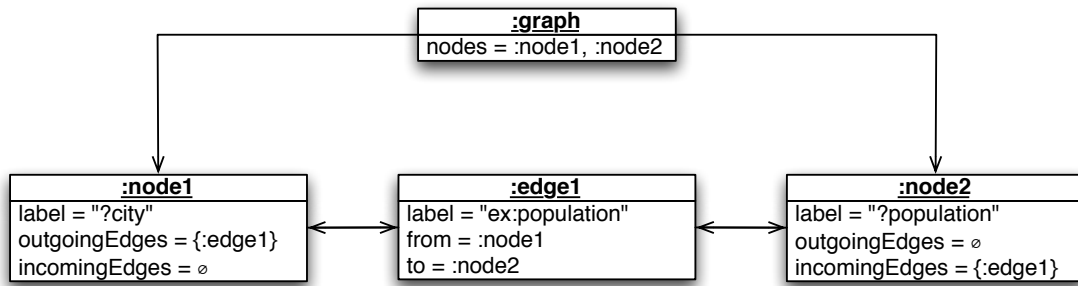 :graph
nodes = :node1, :node2
:node1
label = "?city"
outgoingEdges = {:edge1}
incomingEdges = ∅
:edge1
label = "ex:population"
from = :node1
to = :node2
:node2
label = "?population"
outgoingEdges = ∅
incomingEdges = {:edge1}